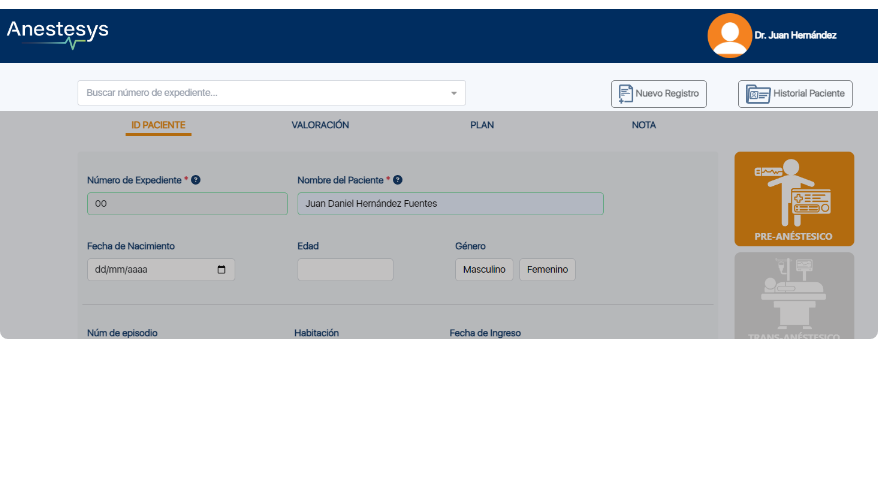 Anestesys
Dr. Juan Hernández
Buscar número de expediente...
Nuevo Registro
Historial Paciente
ID PACIENTE
VALORACIÓN
PLAN
NOTA
Número de Expediente * ?
Nombre del Paciente * ?
00
Juan Daniel Hernández Fuentes
PRE-ANÉSTESICO
Fecha de Nacimiento
Edad
Género
dd/mm/aaaa
Masculino
Femenino
Núm de episodio
Habitación
Fecha de Ingreso
TRANS-ANÉSTESICO